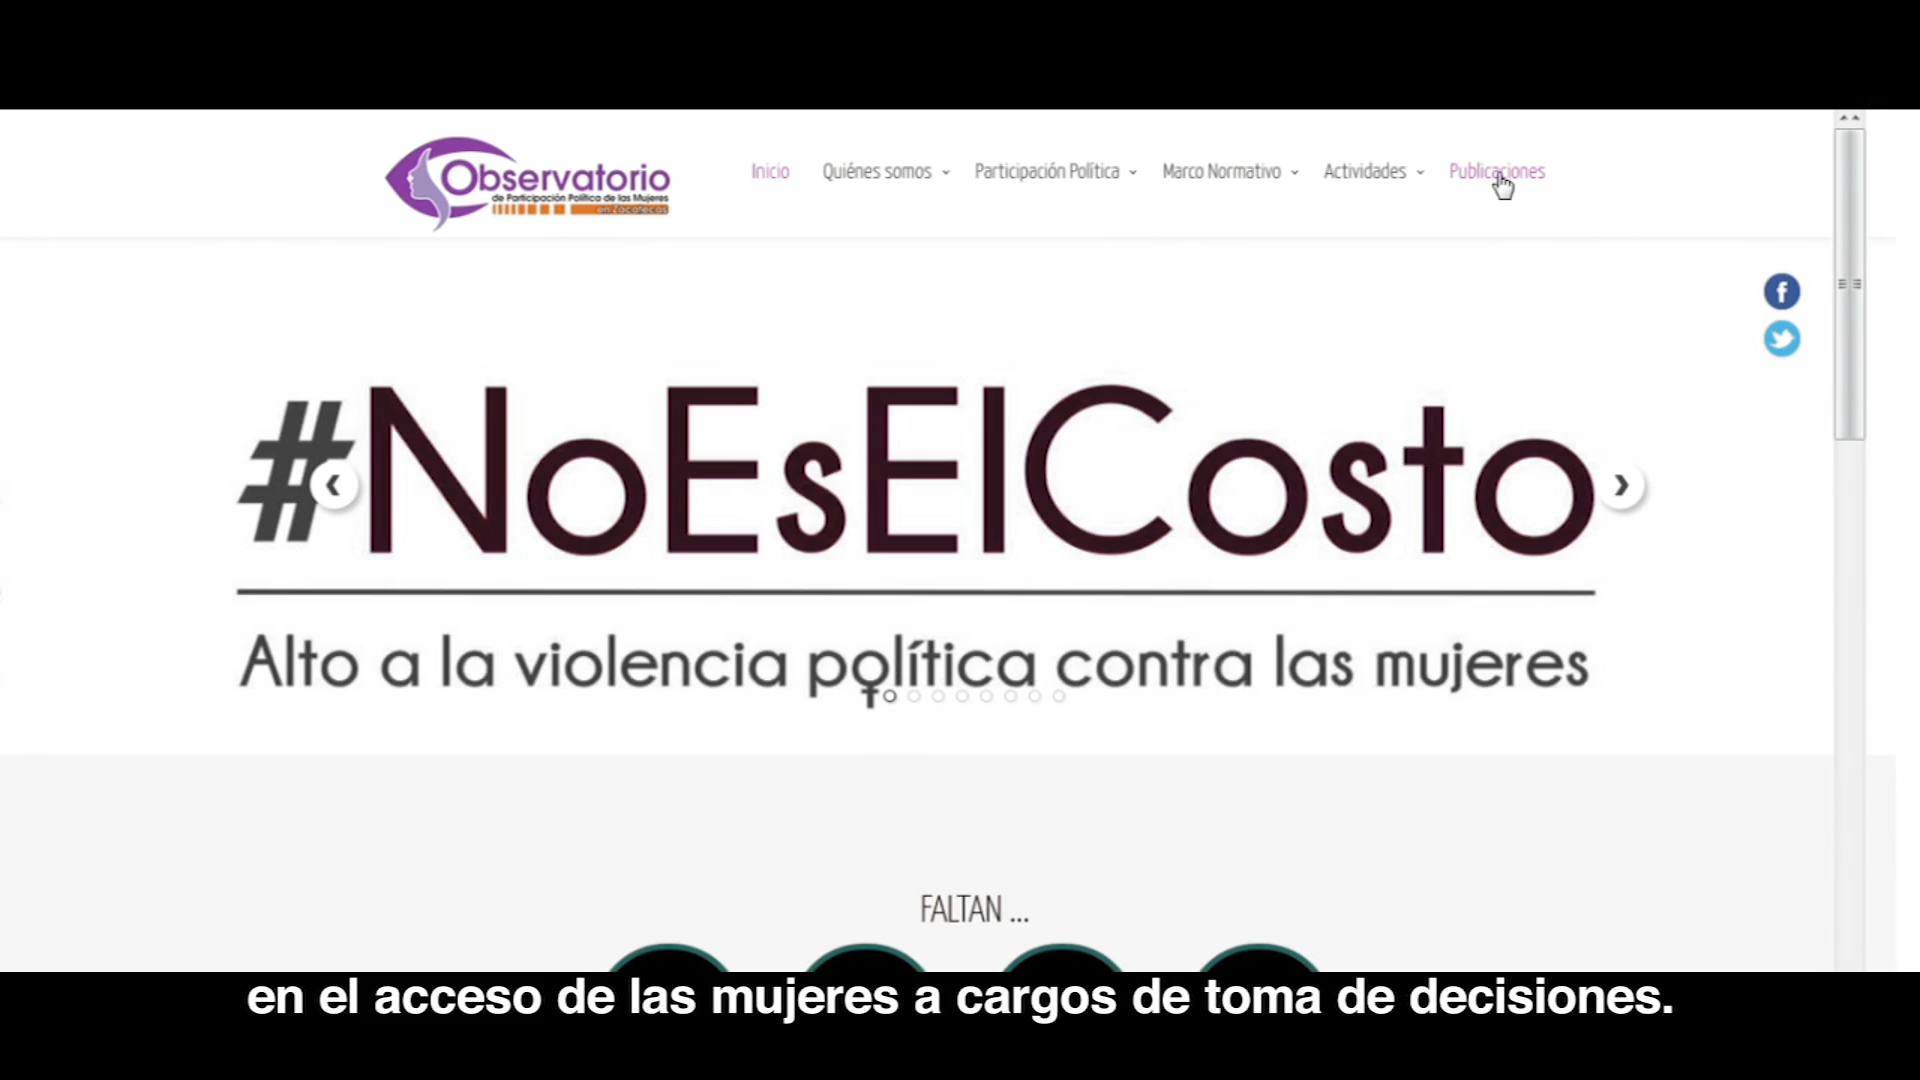 Observatorio
de Participación Política de las Mujeres
en Zacatecas
Inicio Quiénes somos Participación Política Marco Normativo Actividades Publicaciones
#NoEsElCosto
Alto a la violencia política contra las mujeres
FALTAN ...
en el acceso de las mujeres a cargos de toma de decisiones.